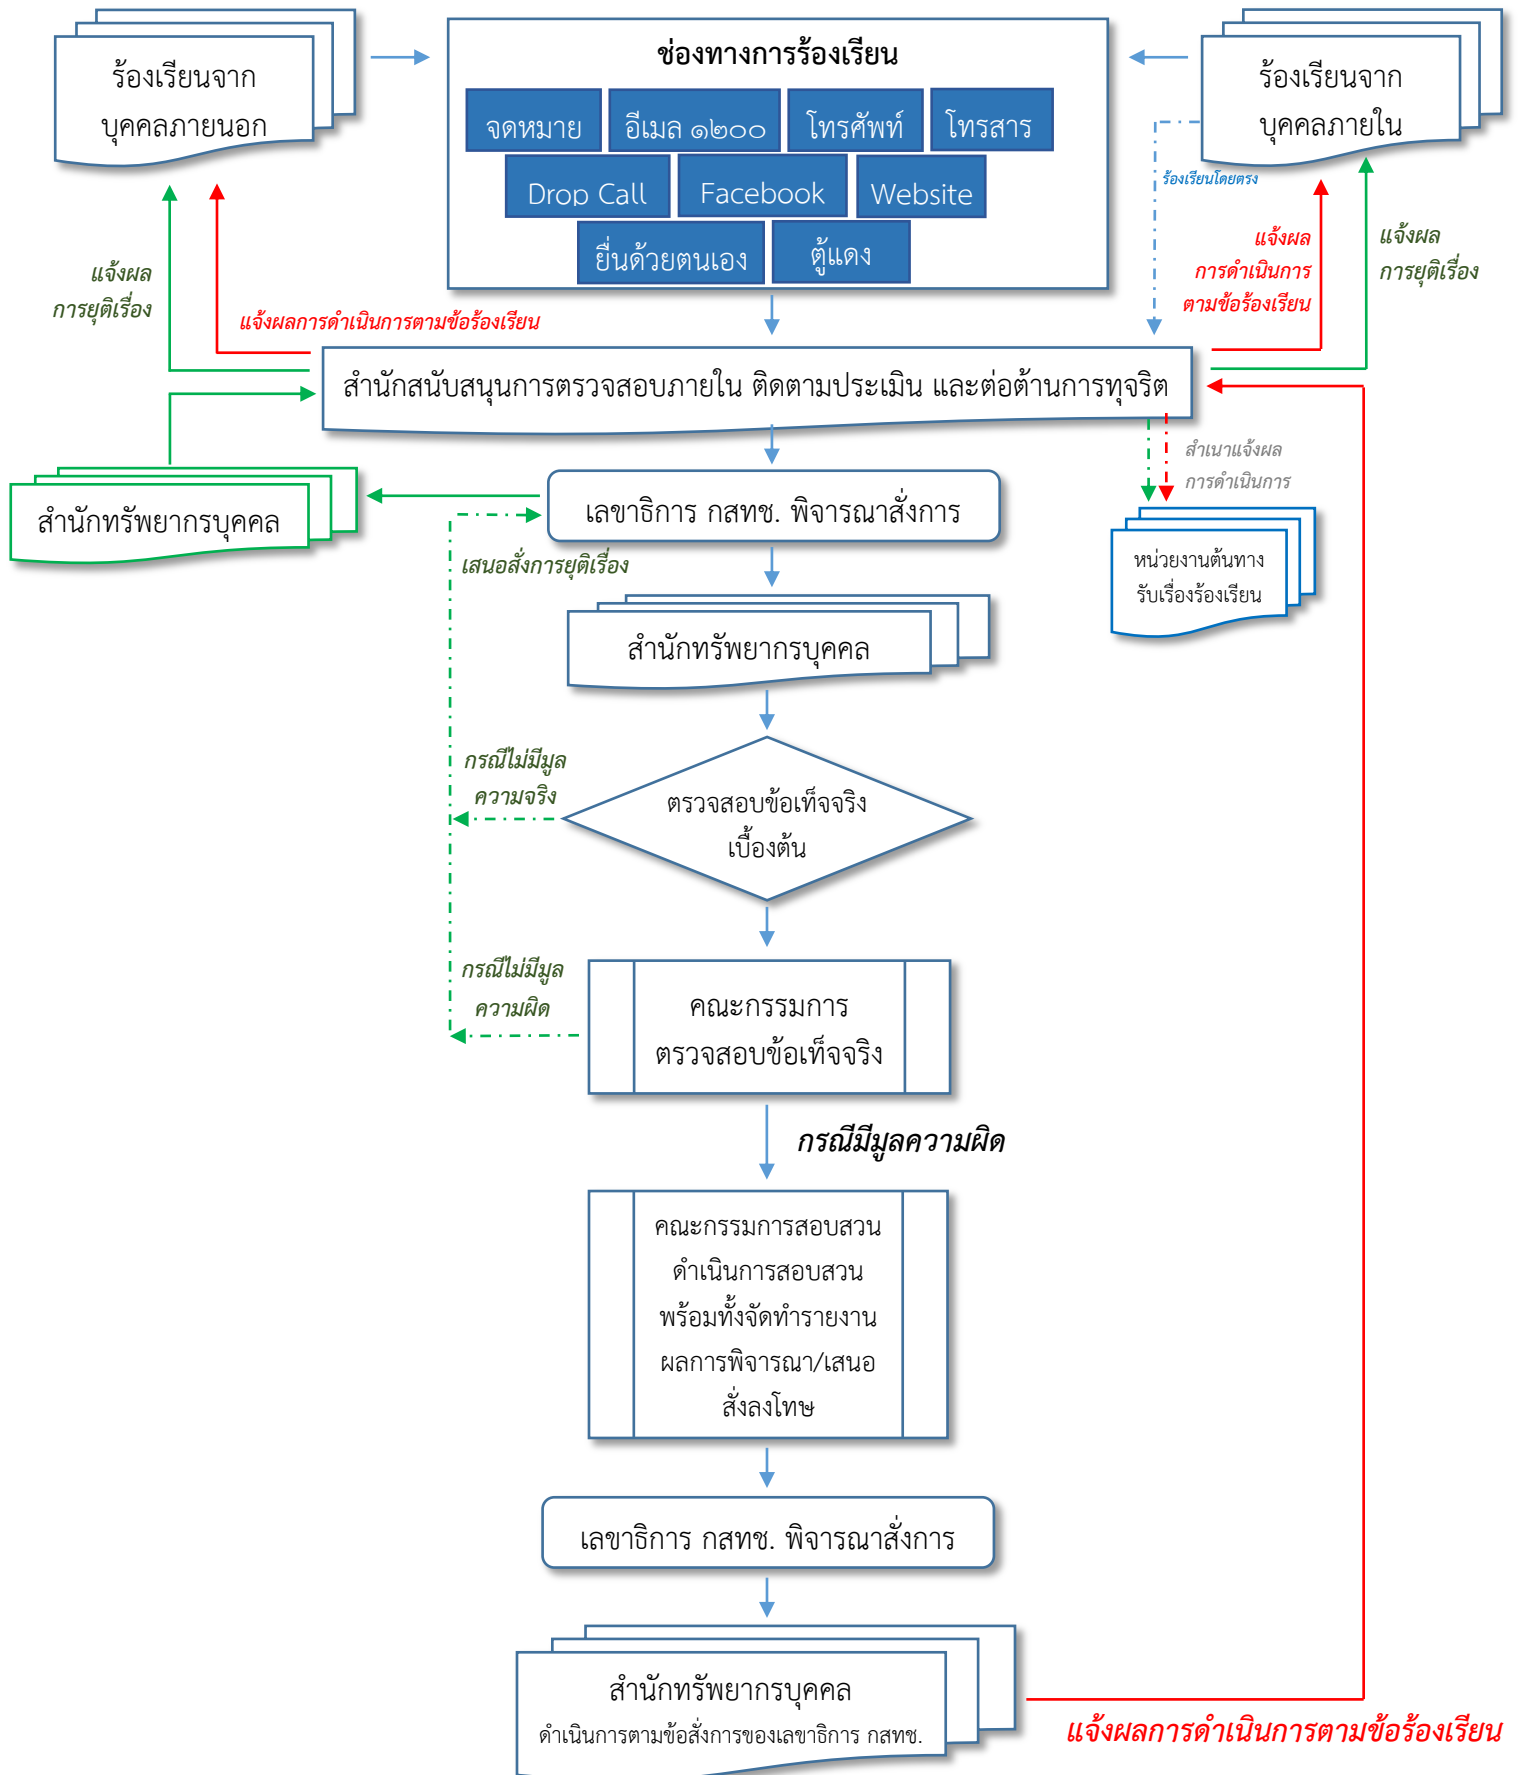 ร้องเรียนจาก
บุคคลภายนอก
ช่องทางการร้องเรียน
จดหมาย
อีเมล ๑๒๐๐
โทรศัพท์
โทรสาร
Drop Call
Facebook
Website
ยื่นด้วยตนเอง
ตู้แดง
ร้องเรียนจาก
บุคคลภายใน
ร้องเรียนโดยตรง
แจ้งผล
การยุติเรื่อง
แจ้งผลการดำเนินการตามข้อร้องเรียน
แจ้งผล
การดำเนินการ
ตามข้อร้องเรียน
แจ้งผล
การยุติเรื่อง
สำนักสนับสนุนการตรวจสอบภายใน ติดตามประเมิน และต่อต้านการทุจริต
สำเนาแจ้งผล
การดำเนินการ
สำนักทรัพยากรบุคคล
เลขาธิการ กสทช. พิจารณาสั่งการ
เสนอสั่งการยุติเรื่อง
หน่วยงานต้นทาง
รับเรื่องร้องเรียน
สำนักทรัพยากรบุคคล
กรณีไม่มีมูล
ความจริง
ตรวจสอบข้อเท็จจริง
เบื้องต้น
กรณีไม่มีมูล
ความผิด
คณะกรรมการ
ตรวจสอบข้อเท็จจริง
กรณีมีมูลความผิด
คณะกรรมการสอบสวน
ดำเนินการสอบสวน
พร้อมทั้งจัดทำรายงาน
ผลการพิจารณา/เสนอ
สั่งลงโทษ
เลขาธิการ กสทช. พิจารณาสั่งการ
สำนักทรัพยากรบุคคล
ดำเนินการตามข้อสั่งการของเลขาธิการ กสทช.
แจ้งผลการดำเนินการตามข้อร้องเรียน